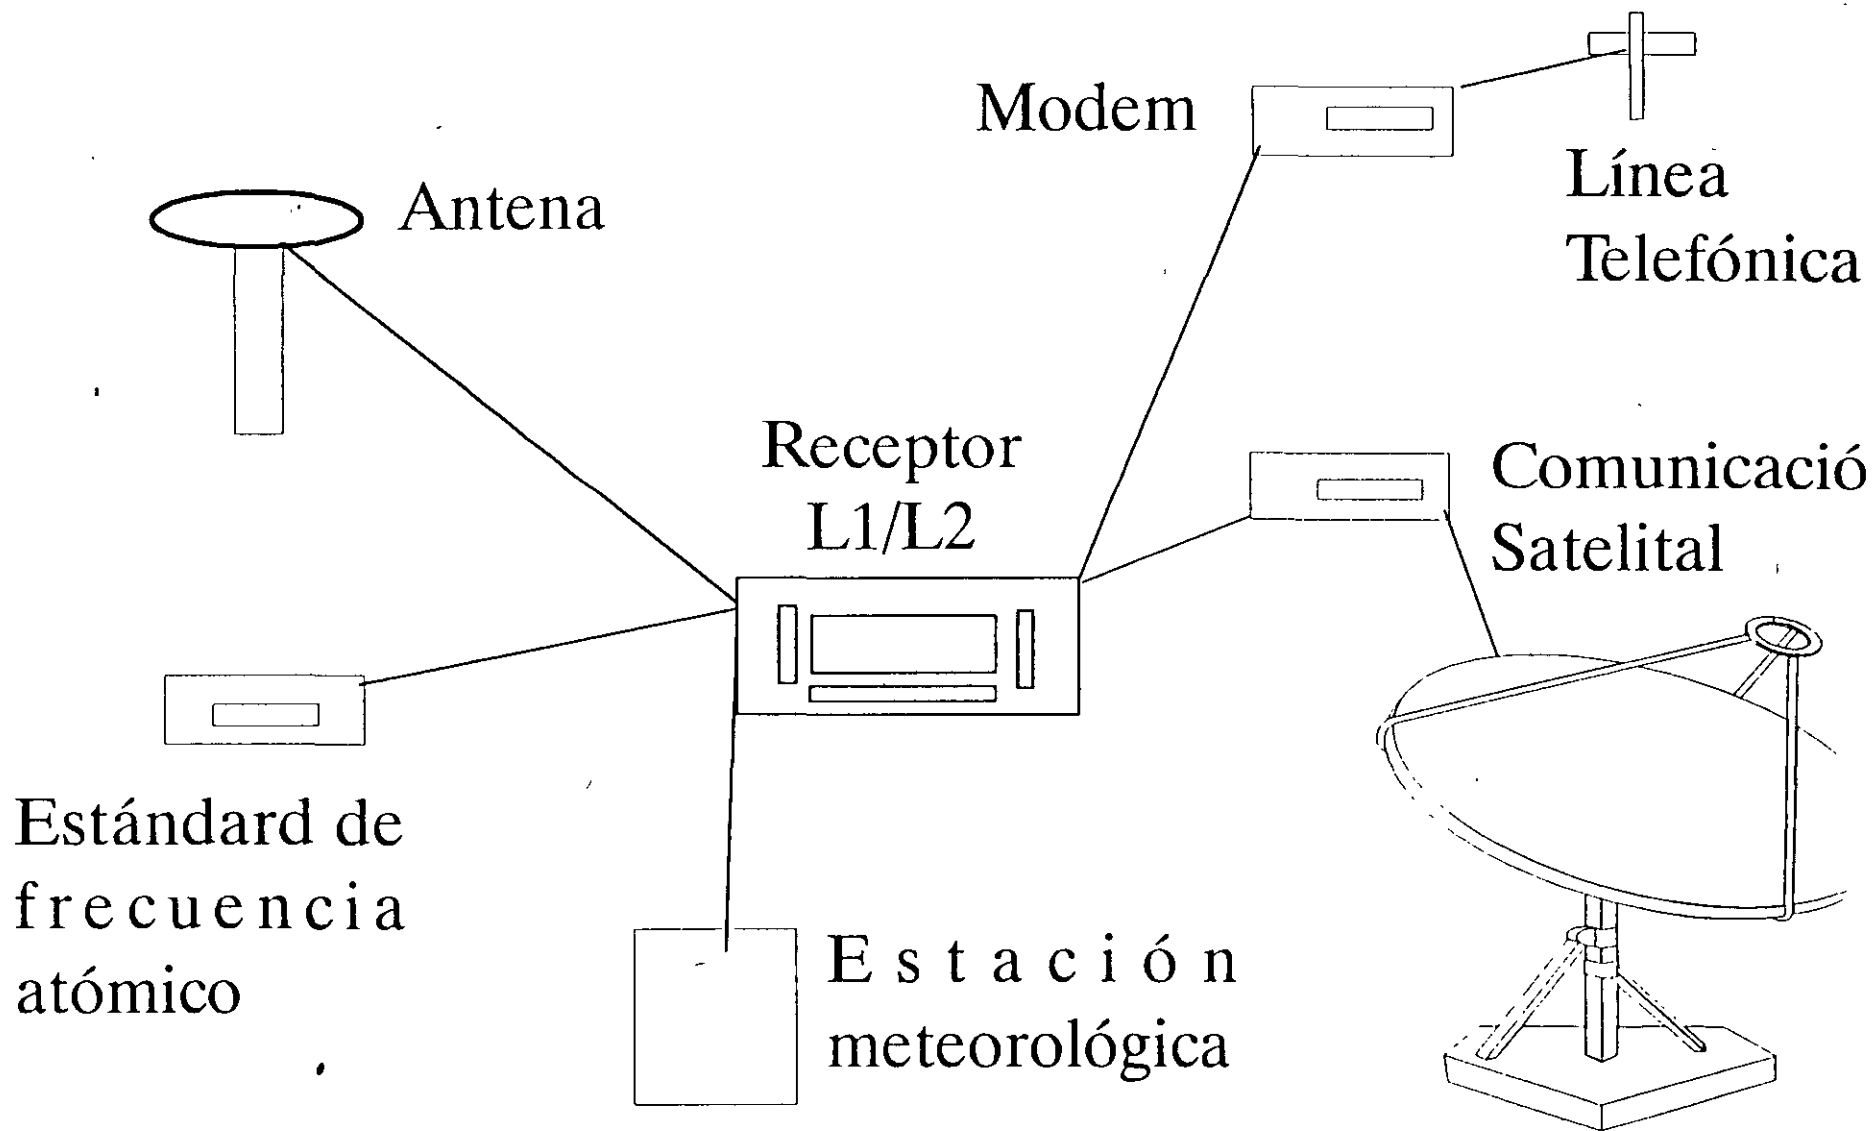 Modem
Línea
Telefónica
Antena
Receptor
L1/L2
Comunicació
Satelital
Estándard de
frecuencia
atómico
Estación
meteorológica